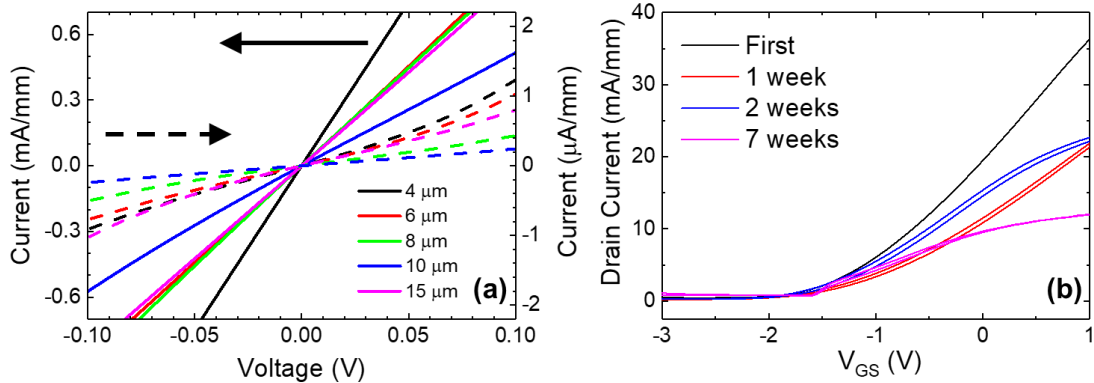 0.6
0.3
0.0
-0.3
-0.6
Current (mA/mm)
2
1
0
-1
-2
Current (μA/mm)
4 μm
6 μm
8 μm
10 μm
15 μm
(a)
-0.10 -0.05 0.00 0.05 0.10
Voltage (V)
40
30
20
10
0
Drain Current (mA/mm)
First
1 week
2 weeks
7 weeks
(b)
-3 -2 -1 0 1
V_GS (V)